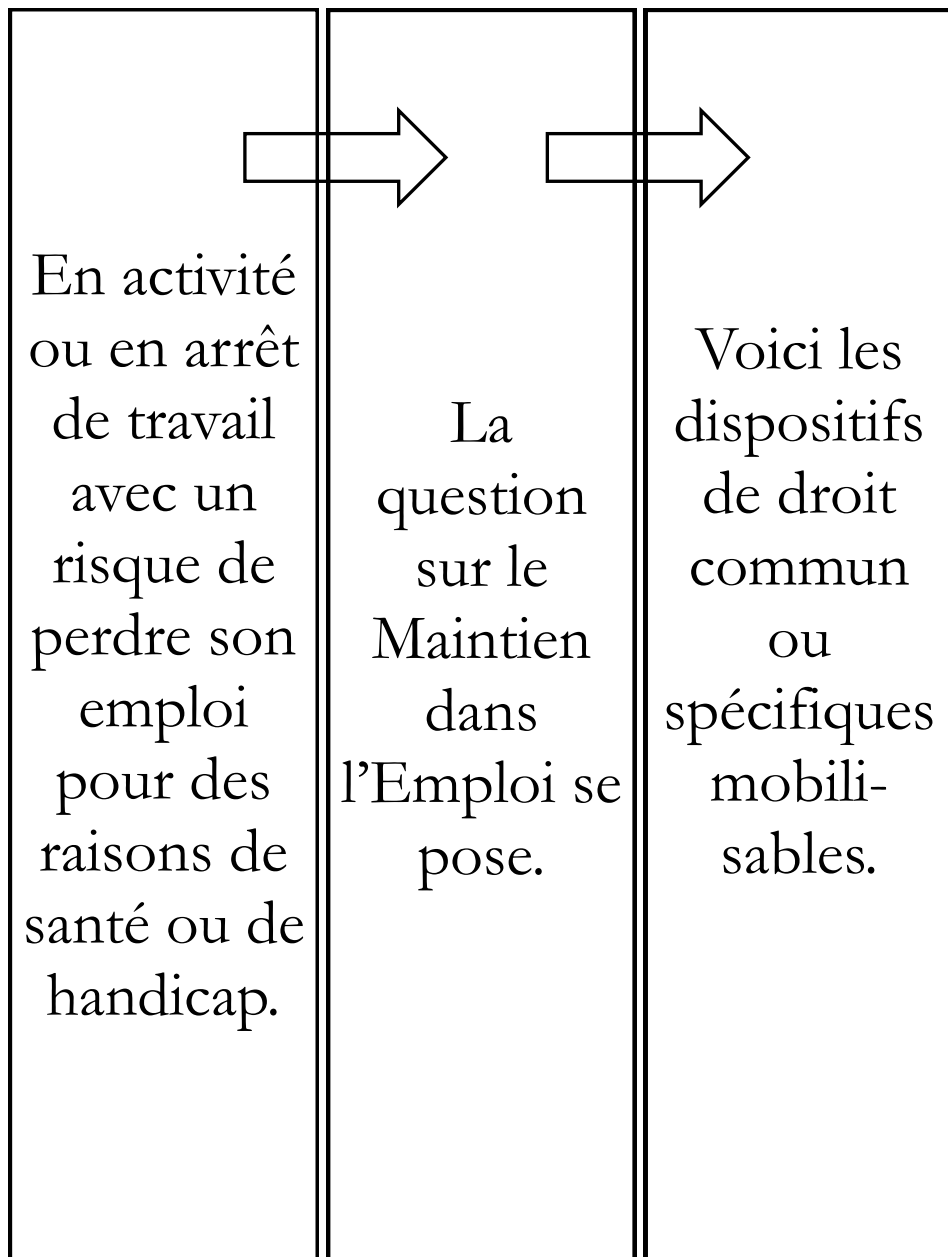 En activité
ou en arrêt
de travail
avec un
risque de
perdre son
emploi
pour des
raisons de
santé ou de
handicap.
La
question
sur le
Maintien
dans
l’Emploi se
pose.
Voici les
dispositifs
de droit
commun
ou
spécifiques
mobili-
sables.